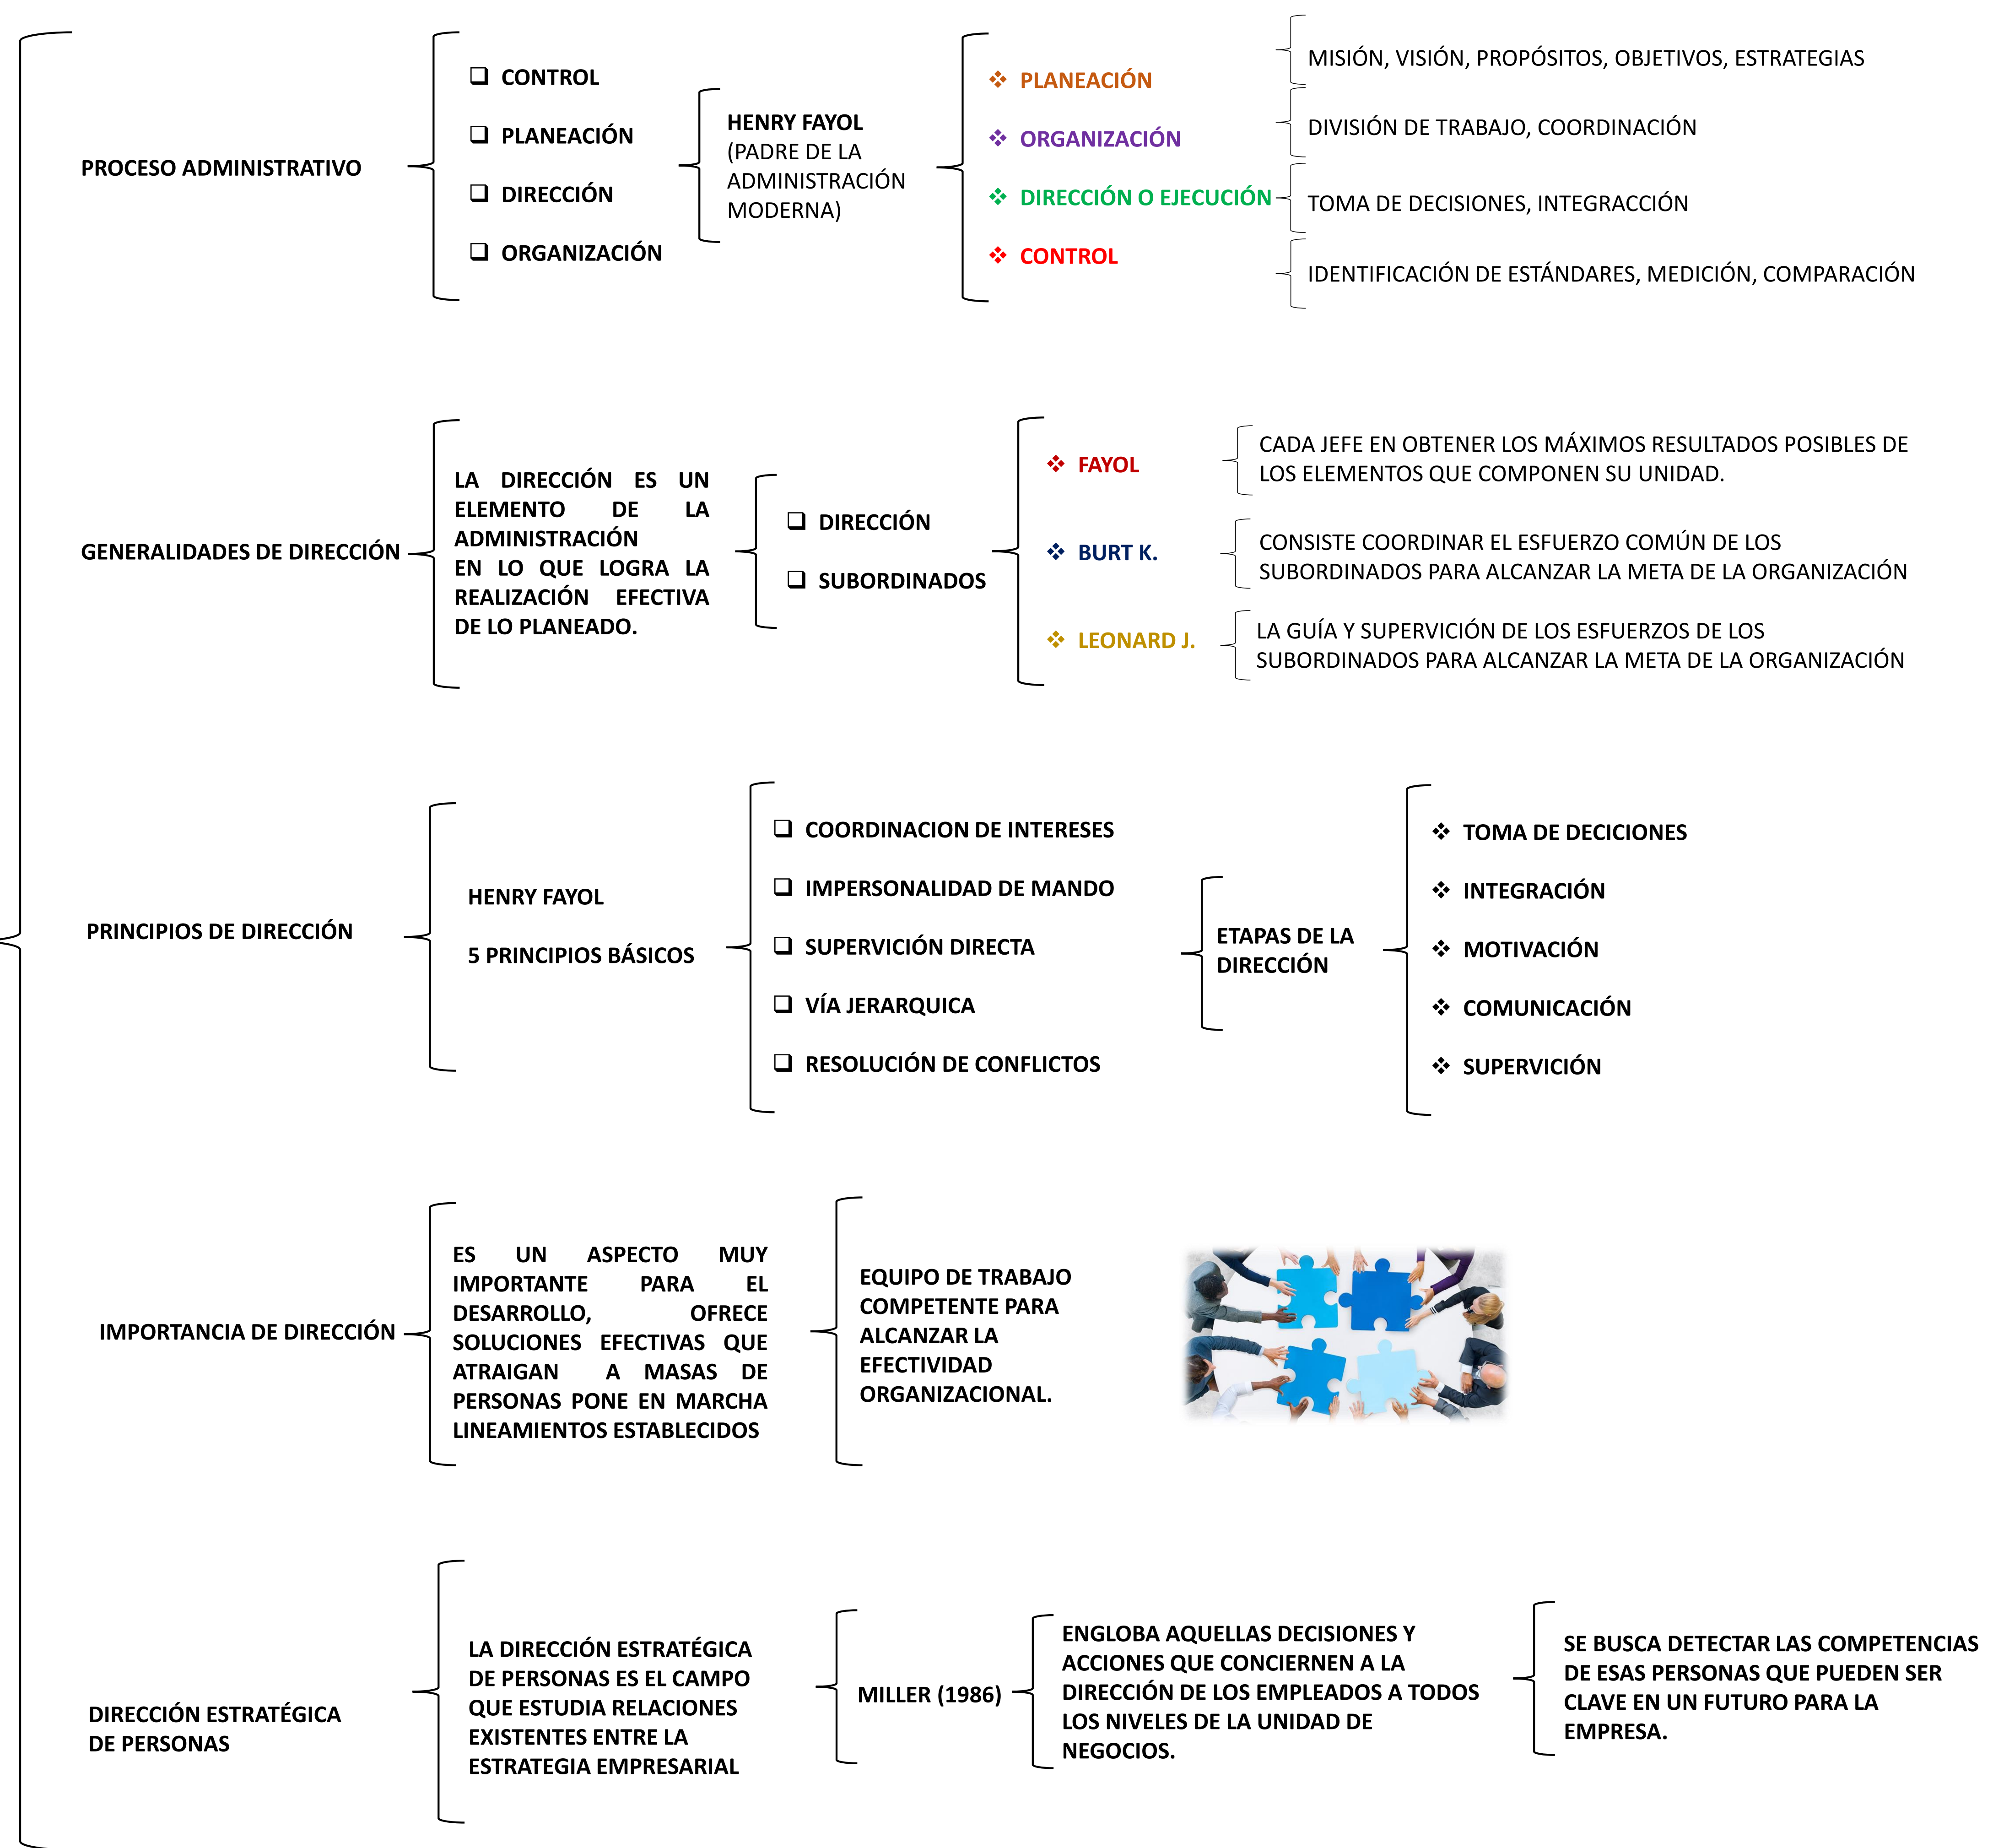 PROCESO ADMINISTRATIVO
CONTROL
PLANEACIÓN
DIRECCIÓN
ORGANIZACIÓN
HENRY FAYOL
(PADRE DE LA
ADMINISTRACIÓN
MODERNA)
PLANEACIÓN
ORGANIZACIÓN
DIRECCIÓN O EJECUCIÓN
CONTROL
MISIÓN, VISIÓN, PROPÓSITOS, OBJETIVOS, ESTRATEGIAS
DIVISIÓN DE TRABAJO, COORDINACIÓN
TOMA DE DECISIONES, INTEGRACCIÓN
IDENTIFICACIÓN DE ESTÁNDARES, MEDICIÓN, COMPARACIÓN
GENERALIDADES DE DIRECCIÓN
LA DIRECCIÓN ES UN
ELEMENTO DE LA
ADMINISTRACIÓN
EN LO QUE LOGRA LA
REALIZACIÓN EFECTIVA
DE LO PLANEADO.
DIRECCIÓN
SUBORDINADOS
FAYOL
CADA JEFE EN OBTENER LOS MÁXIMOS RESULTADOS POSIBLES DE
LOS ELEMENTOS QUE COMPONEN SU UNIDAD.
BURT K.
CONSISTE COORDINAR EL ESFUERZO COMÚN DE LOS
SUBORDINADOS PARA ALCANZAR LA META DE LA ORGANIZACIÓN
LEONARD J.
LA GUÍA Y SUPERVICIÓN DE LOS ESFUERZOS DE LOS
SUBORDINADOS PARA ALCANZAR LA META DE LA ORGANIZACIÓN
PRINCIPIOS DE DIRECCIÓN
HENRY FAYOL
5 PRINCIPIOS BÁSICOS
COORDINACION DE INTERESES
IMPERSONALIDAD DE MANDO
SUPERVICIÓN DIRECTA
VÍA JERARQUICA
RESOLUCIÓN DE CONFLICTOS
ETAPAS DE LA
DIRECCIÓN
TOMA DE DECICIONES
INTEGRACIÓN
MOTIVACIÓN
COMUNICACIÓN
SUPERVICIÓN
IMPORTANCIA DE DIRECCIÓN
ES UN ASPECTO MUY
IMPORTANTE PARA EL
DESARROLLO, OFRECE
SOLUCIONES EFECTIVAS QUE
ATRAIGAN A MASAS DE
PERSONAS PONE EN MARCHA
LINEAMIENTOS ESTABLECIDOS
EQUIPO DE TRABAJO
COMPETENTE PARA
ALCANZAR LA
EFECTIVIDAD
ORGANIZACIONAL.
DIRECCIÓN ESTRATÉGICA
DE PERSONAS
LA DIRECCIÓN ESTRATÉGICA
DE PERSONAS ES EL CAMPO
QUE ESTUDIA RELACIONES
EXISTENTES ENTRE LA
ESTRATEGIA EMPRESARIAL
MILLER (1986)
ENGLOBA AQUELLAS DECISIONES Y
ACCIONES QUE CONCIERNEN A LA
DIRECCIÓN DE LOS EMPLEADOS A TODOS
LOS NIVELES DE LA UNIDAD DE
NEGOCIOS.
SE BUSCA DETECTAR LAS COMPETENCIAS
DE ESAS PERSONAS QUE PUEDEN SER
CLAVE EN UN FUTURO PARA LA
EMPRESA.